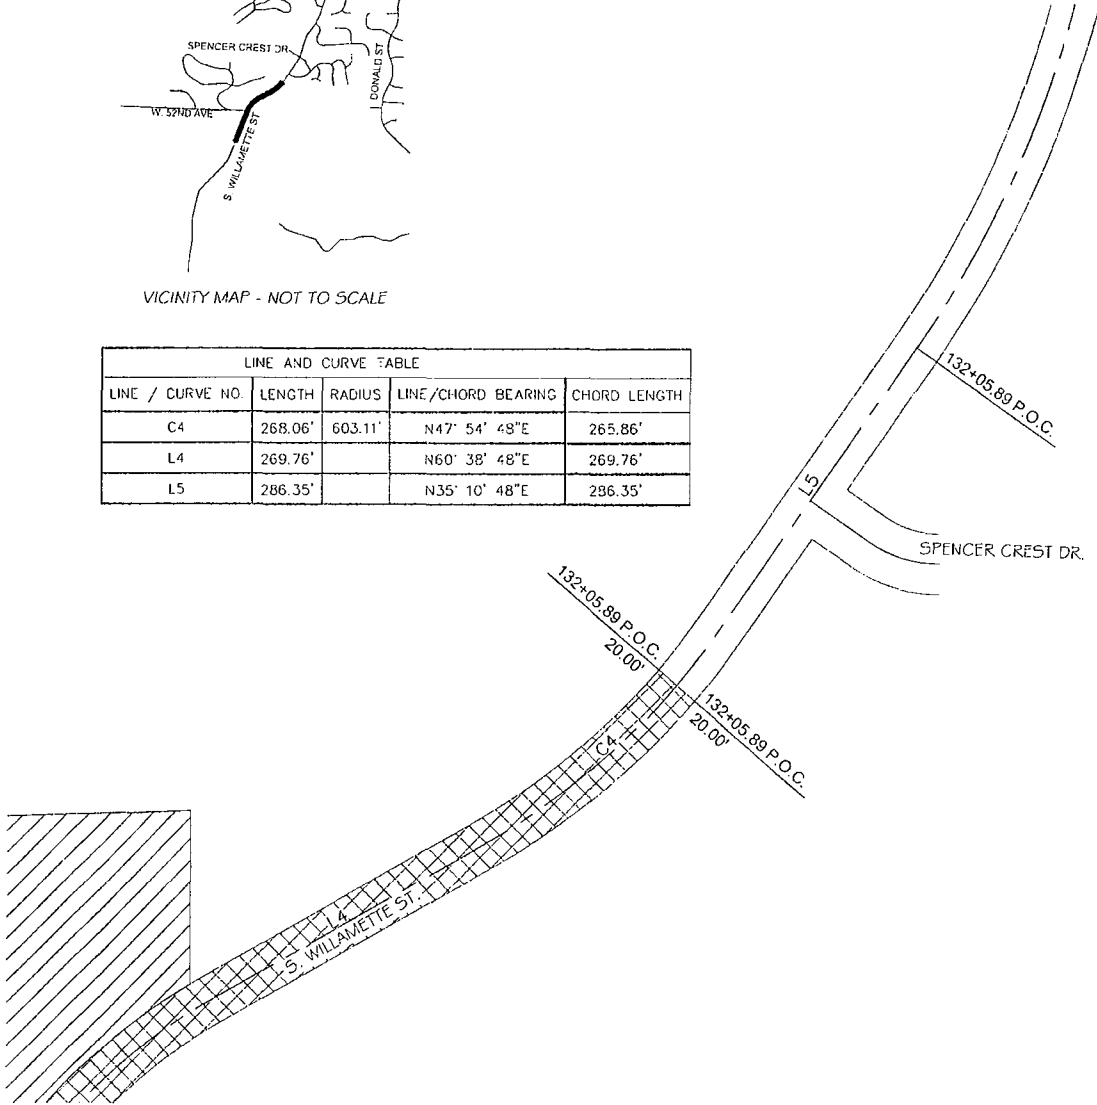 SPENCER CREST DR
DONALD ST
W. 52ND AVE
S. WILLAMETTE ST
VICINITY MAP - NOT TO SCALE
LINE AND CURVE TABLE
LINE / CURVE NO. LENGTH RADIUS LINE/CHORD BEARING CHORD LENGTH
C4 268.06' 603.11' N47° 54' 48"E 265.86'
L4 269.76' N60° 38' 48"E 269.76'
L5 286.35' N35° 10' 48"E 286.35'
132+05.89 P.O.C.
L5
SPENCER CREST DR.
132+05.89 P.O.C.
20.00'
132+05.89 P.O.C.
20.00'
C4
L4
S. WILLAMETTE ST.